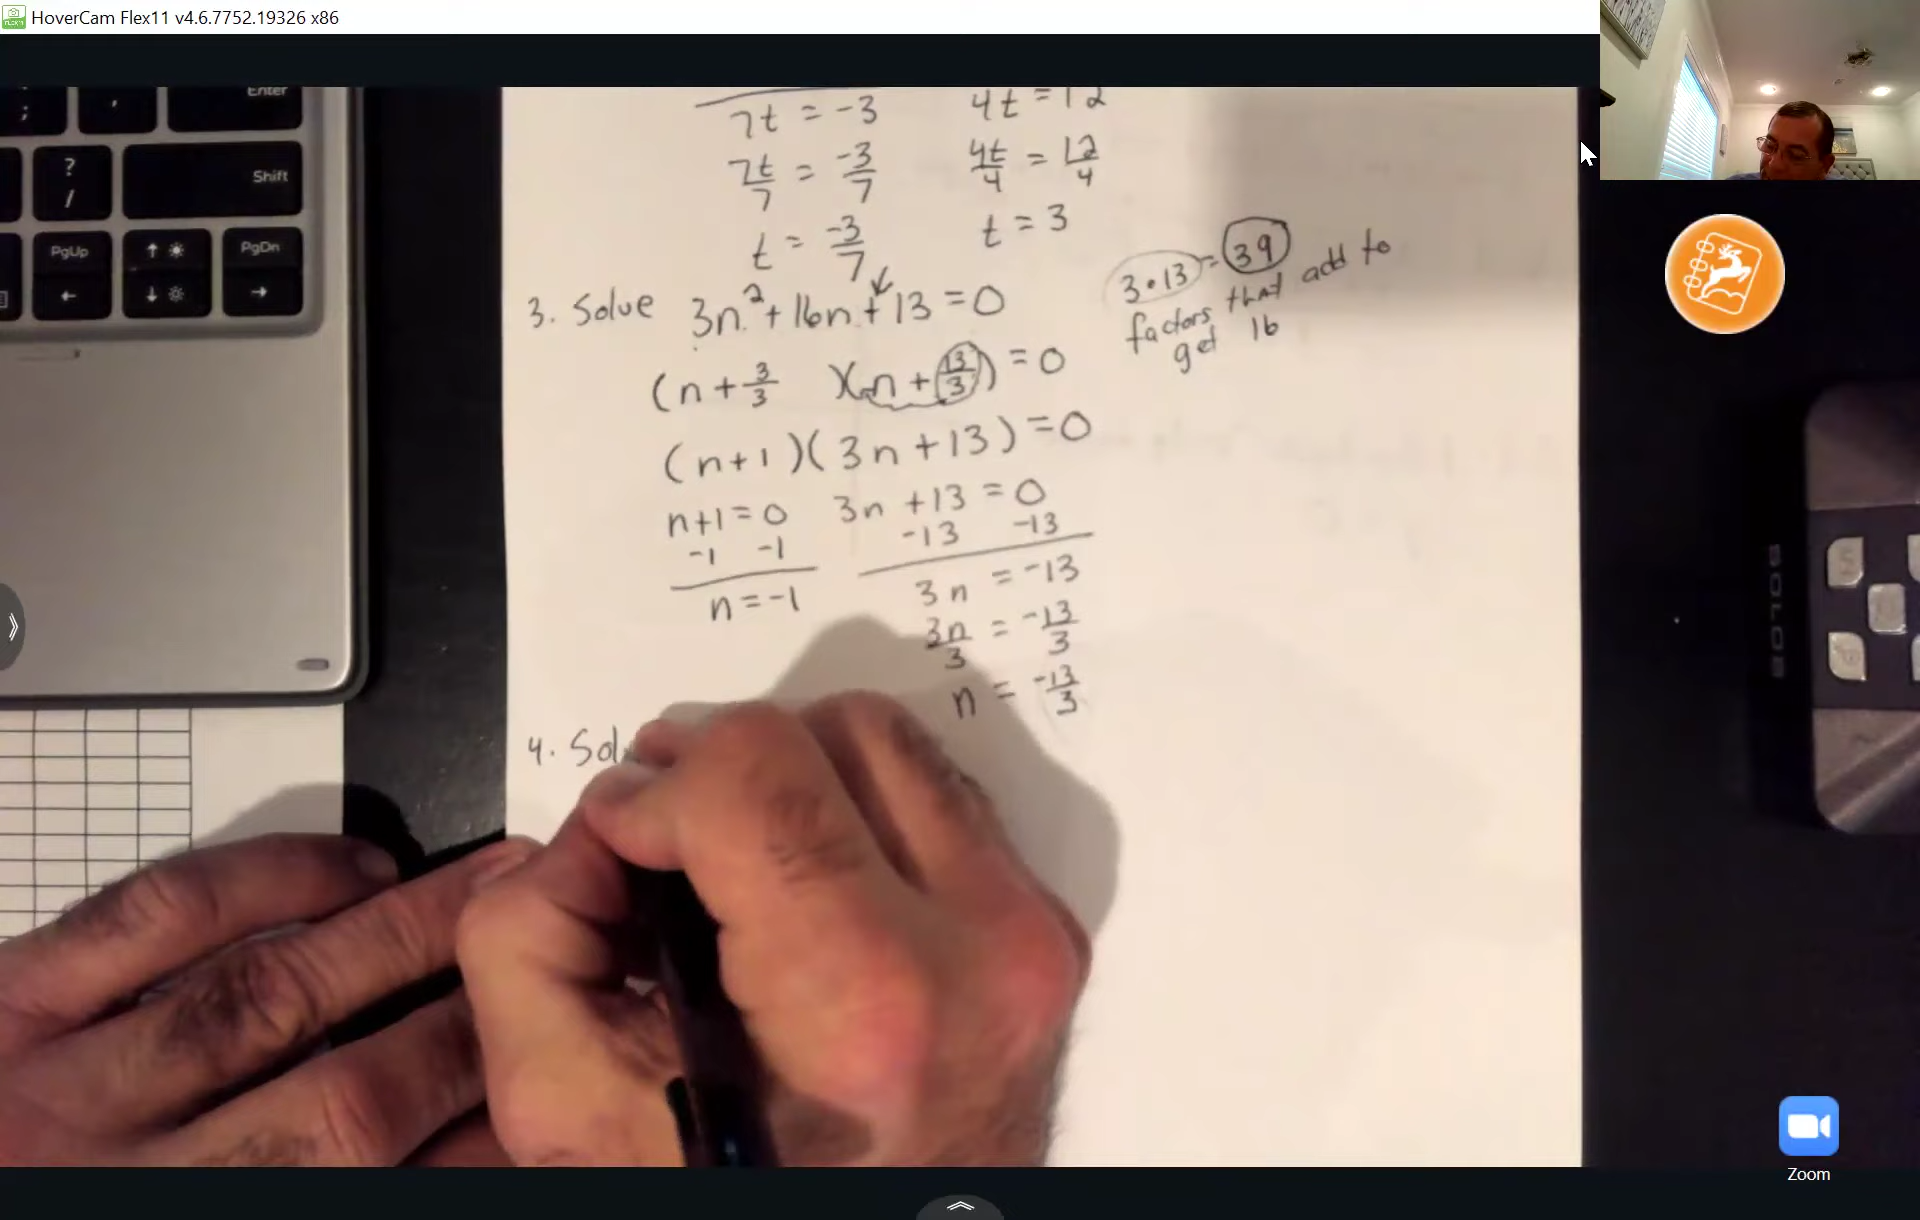 HoverCam Flex11 v4.6.7752.19326 x86
Enter
;
,
?
/
Shift
PgUp
PgDn
7t = -3
4t = 12
7t/7 = -3/7
4t/4 = 12/4
t = -3/7
t = 3
3. Solve 3n² + 16n + 13 = 0
3•13 = 39
factors that add to
get 16
(n + 3/3 )(n + 13/3) = 0
(n+1)(3n+13) = 0
n+1 = 0
3n +13 = 0
-1 -1
-13 -13
n = -1
3n = -13
3n/3 = -13/3
n = -13/3
4. Solv
Zoom